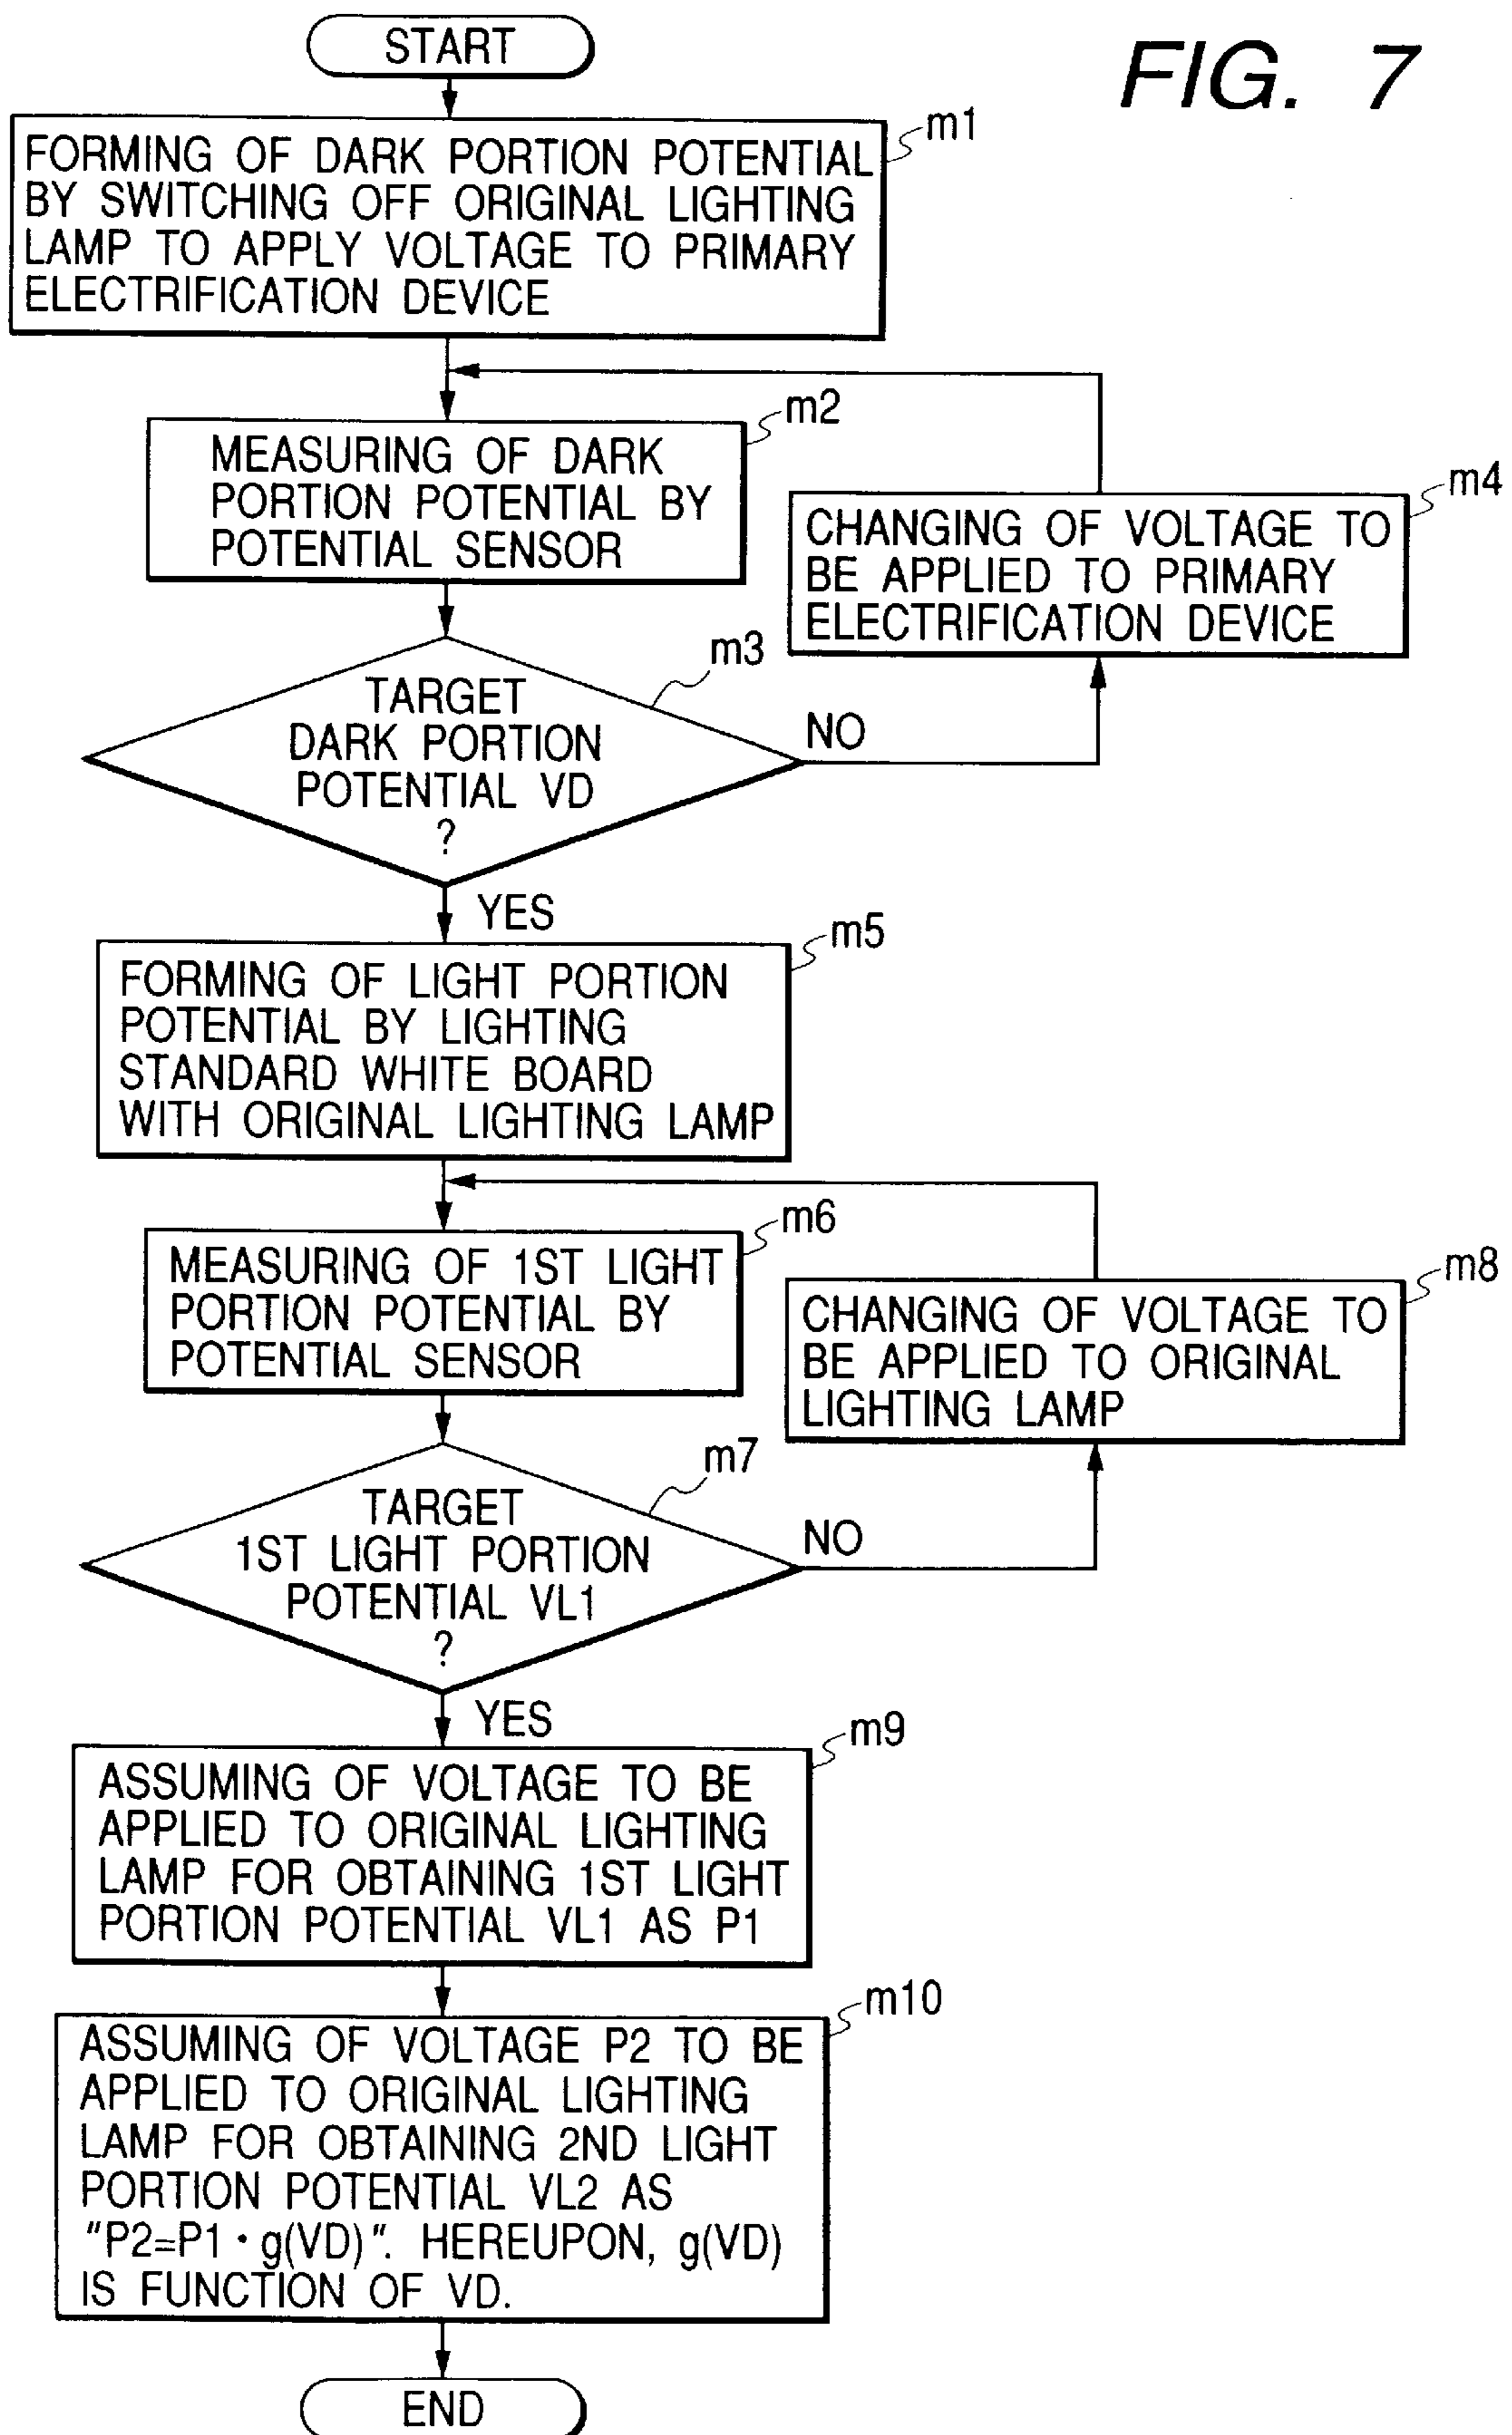 START
FIG. 7
m1
FORMING OF DARK PORTION POTENTIAL
BY SWITCHING OFF ORIGINAL LIGHTING
LAMP TO APPLY VOLTAGE TO PRIMARY
ELECTRIFICATION DEVICE
m2
MEASURING OF DARK
PORTION POTENTIAL BY
POTENTIAL SENSOR
m4
CHANGING OF VOLTAGE TO
BE APPLIED TO PRIMARY
ELECTRIFICATION DEVICE
m3
TARGET
DARK PORTION
POTENTIAL VD
?
NO
YES
m5
FORMING OF LIGHT PORTION
POTENTIAL BY LIGHTING
STANDARD WHITE BOARD
WITH ORIGINAL LIGHTING LAMP
m6
MEASURING OF 1ST LIGHT
PORTION POTENTIAL BY
POTENTIAL SENSOR
m8
CHANGING OF VOLTAGE TO
BE APPLIED TO ORIGINAL
LIGHTING LAMP
m7
TARGET
1ST LIGHT PORTION
POTENTIAL VL1
?
NO
YES
m9
ASSUMING OF VOLTAGE TO BE
APPLIED TO ORIGINAL LIGHTING
LAMP FOR OBTAINING 1ST LIGHT
PORTION POTENTIAL VL1 AS P1
m10
ASSUMING OF VOLTAGE P2 TO BE
APPLIED TO ORIGINAL LIGHTING
LAMP FOR OBTAINING 2ND LIGHT
PORTION POTENTIAL VL2 AS
"P2=P1・g(VD)". HEREUPON, g(VD)
IS FUNCTION OF VD.
END